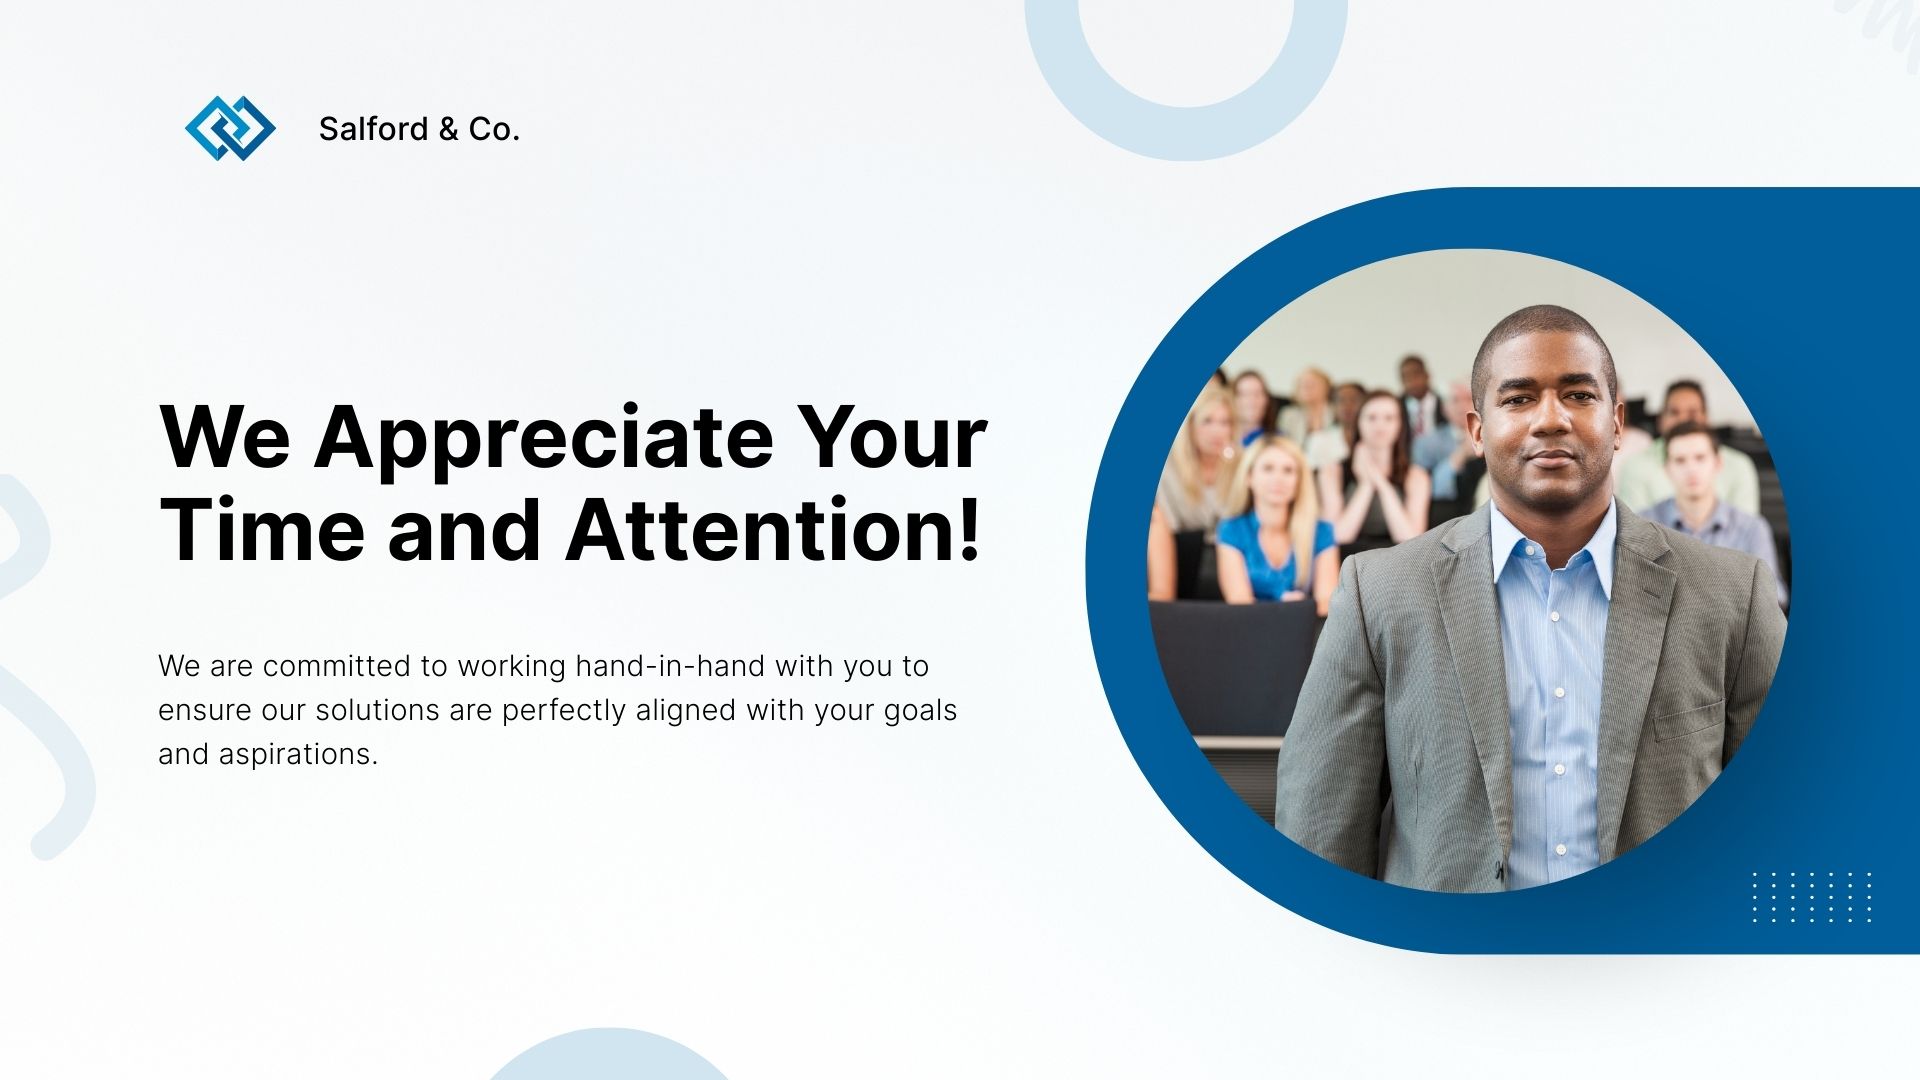 Salford & Co.
We Appreciate Your
Time and Attention!
We are committed to working hand-in-hand with you to
ensure our solutions are perfectly aligned with your goals
and aspirations.